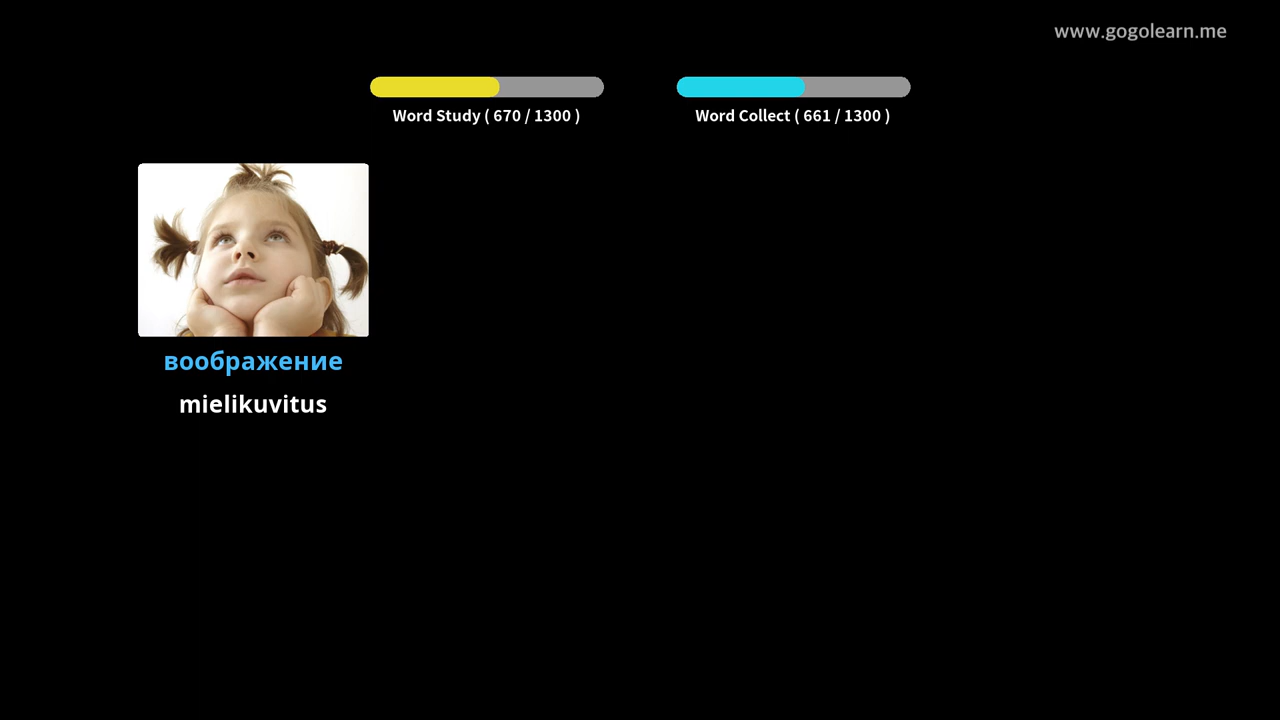 www.gogolearn.me
Word Study ( 670 / 1300 )
Word Collect ( 661 / 1300 )
воображение
mielikuvitus